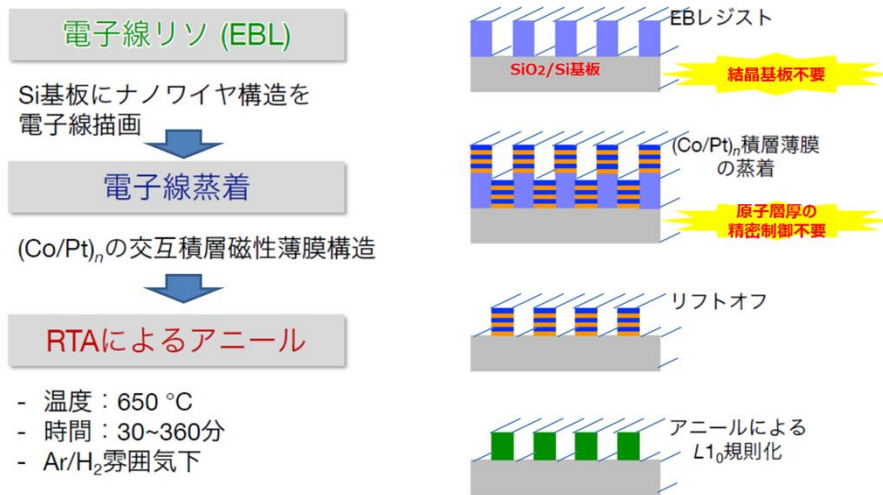 電子線リソ (EBL)
Si基板にナノワイヤ構造を
電子線描画
電子線蒸着
(Co/Pt)nの交互積層磁性薄膜構造
RTAによるアニール
- 温度：650 °C
- 時間：30~360分
- Ar/H₂雰囲気下
EBレジスト
SiO₂/Si基板
結晶基板不要
(Co/Pt)n積層薄膜
の蒸着
原子層厚の
精密制御不要
リフトオフ
アニールによる
L1₀規則化